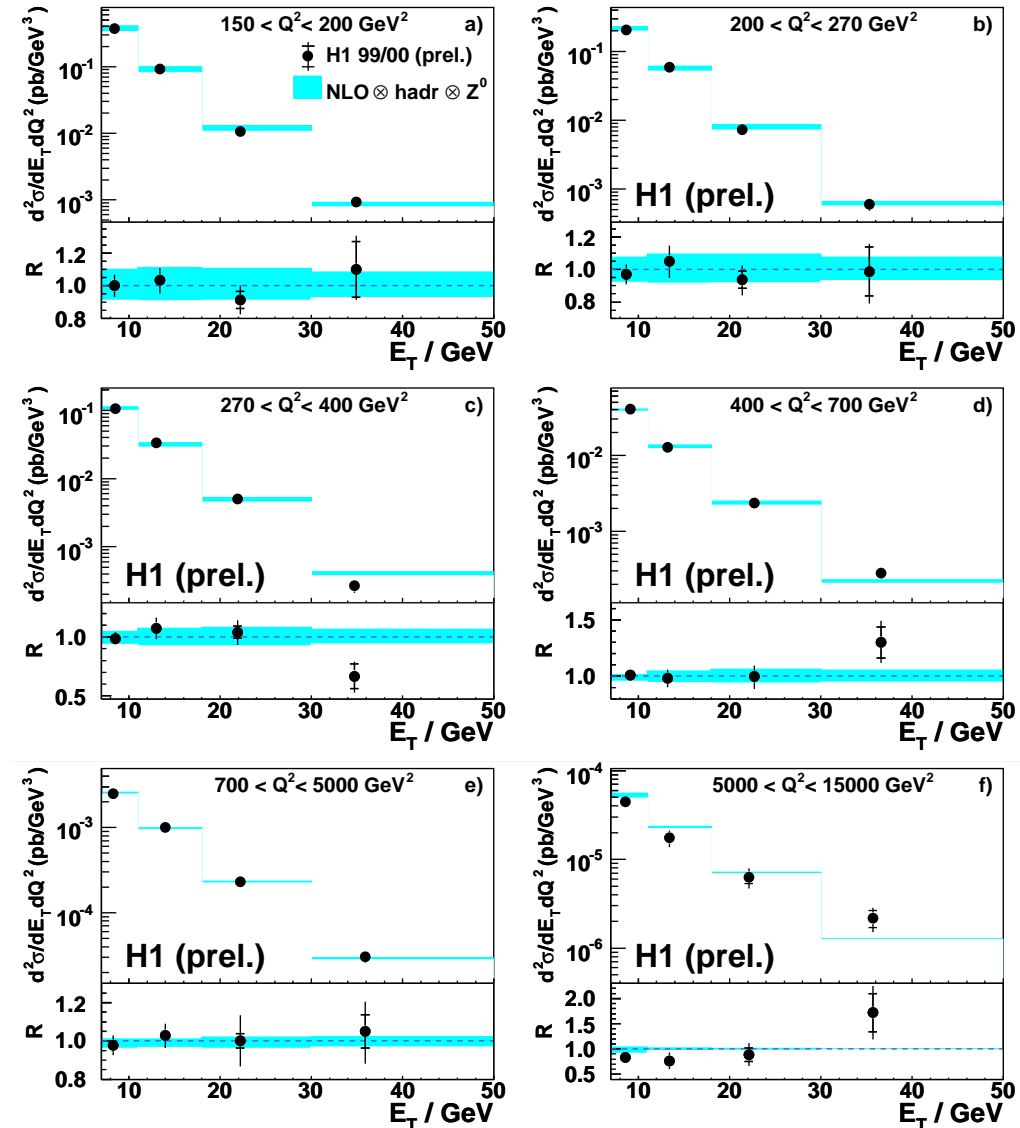 150 < Q² < 200 GeV² a)
H1 99/00 (prel.)
NLO ⊗ hadr ⊗ Z⁰
d²σ/dE_T dQ² (pb/GeV³)
10⁻¹
10⁻²
10⁻³
R
1.2
1.0
0.8
10 20 30 40 50
E_T / GeV
200 < Q² < 270 GeV² b)
d²σ/dE_T dQ² (pb/GeV³)
10⁻¹
10⁻²
10⁻³
H1 (prel.)
R
1.2
1.0
0.8
10 20 30 40 50
E_T / GeV
270 < Q² < 400 GeV² c)
d²σ/dE_T dQ² (pb/GeV³)
10⁻¹
10⁻²
10⁻³
H1 (prel.)
R
1.0
0.5
10 20 30 40 50
E_T / GeV
400 < Q² < 700 GeV² d)
d²σ/dE_T dQ² (pb/GeV³)
10⁻²
10⁻³
H1 (prel.)
R
1.5
1.0
10 20 30 40 50
E_T / GeV
700 < Q² < 5000 GeV² e)
d²σ/dE_T dQ² (pb/GeV³)
10⁻³
10⁻⁴
H1 (prel.)
R
1.2
1.0
0.8
10 20 30 40 50
E_T / GeV
5000 < Q² < 15000 GeV² f)
d²σ/dE_T dQ² (pb/GeV³)
10⁻⁴
10⁻⁵
10⁻⁶
H1 (prel.)
R
2.0
1.5
1.0
0.5
10 20 30 40 50
E_T / GeV